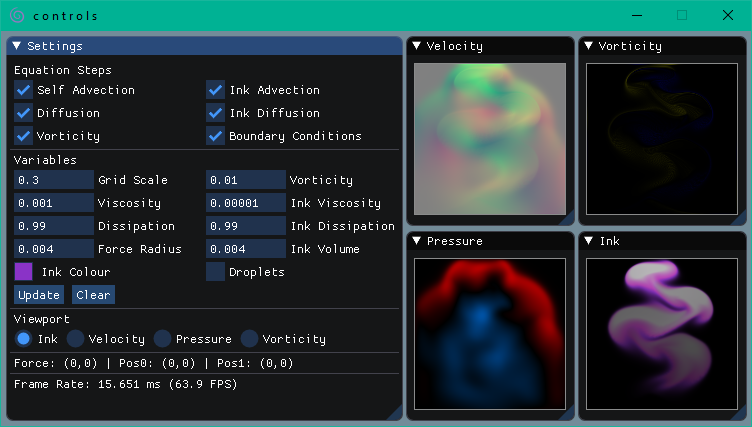 controls
Settings
Equation Steps
Self Advection Ink Advection
Diffusion Ink Diffusion
Vorticity Boundary Conditions
Variables
0.3 Grid Scale 0.01 Vorticity
0.001 Viscosity 0.00001 Ink Viscosity
0.99 Dissipation 0.99 Ink Dissipation
0.004 Force Radius 0.004 Ink Volume
Ink Colour Droplets
Update Clear
Viewport
Ink Velocity Pressure Vorticity
Force: (0,0) | Pos0: (0,0) | Pos1: (0,0)
Frame Rate: 15.651 ms (63.9 FPS)
Velocity
Vorticity
Pressure
Ink